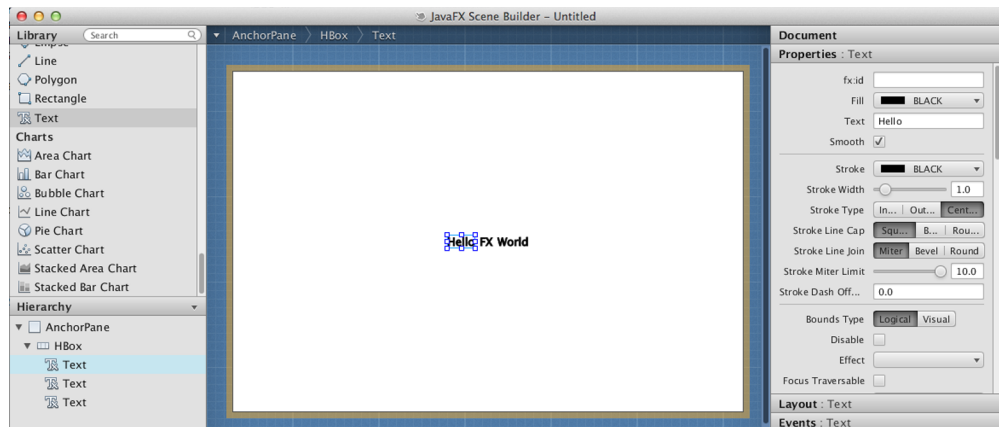 JavaFX Scene Builder – Untitled
Library
Search
AnchorPane
HBox
Text
Ellipse
Line
Polygon
Rectangle
Text
Charts
Area Chart
Bar Chart
Bubble Chart
Line Chart
Pie Chart
Scatter Chart
Stacked Area Chart
Stacked Bar Chart
Hierarchy
AnchorPane
HBox
Text
Text
Text
Hello FX World
Document
Properties : Text
fx:id
Fill BLACK
Text Hello
Smooth
Stroke BLACK
Stroke Width 1.0
Stroke Type In... Out... Cent...
Stroke Line Cap Squ... B... Rou...
Stroke Line Join Miter Bevel Round
Stroke Miter Limit 10.0
Stroke Dash Off... 0.0
Bounds Type Logical Visual
Disable
Effect
Focus Traversable
Layout : Text
Events : Text